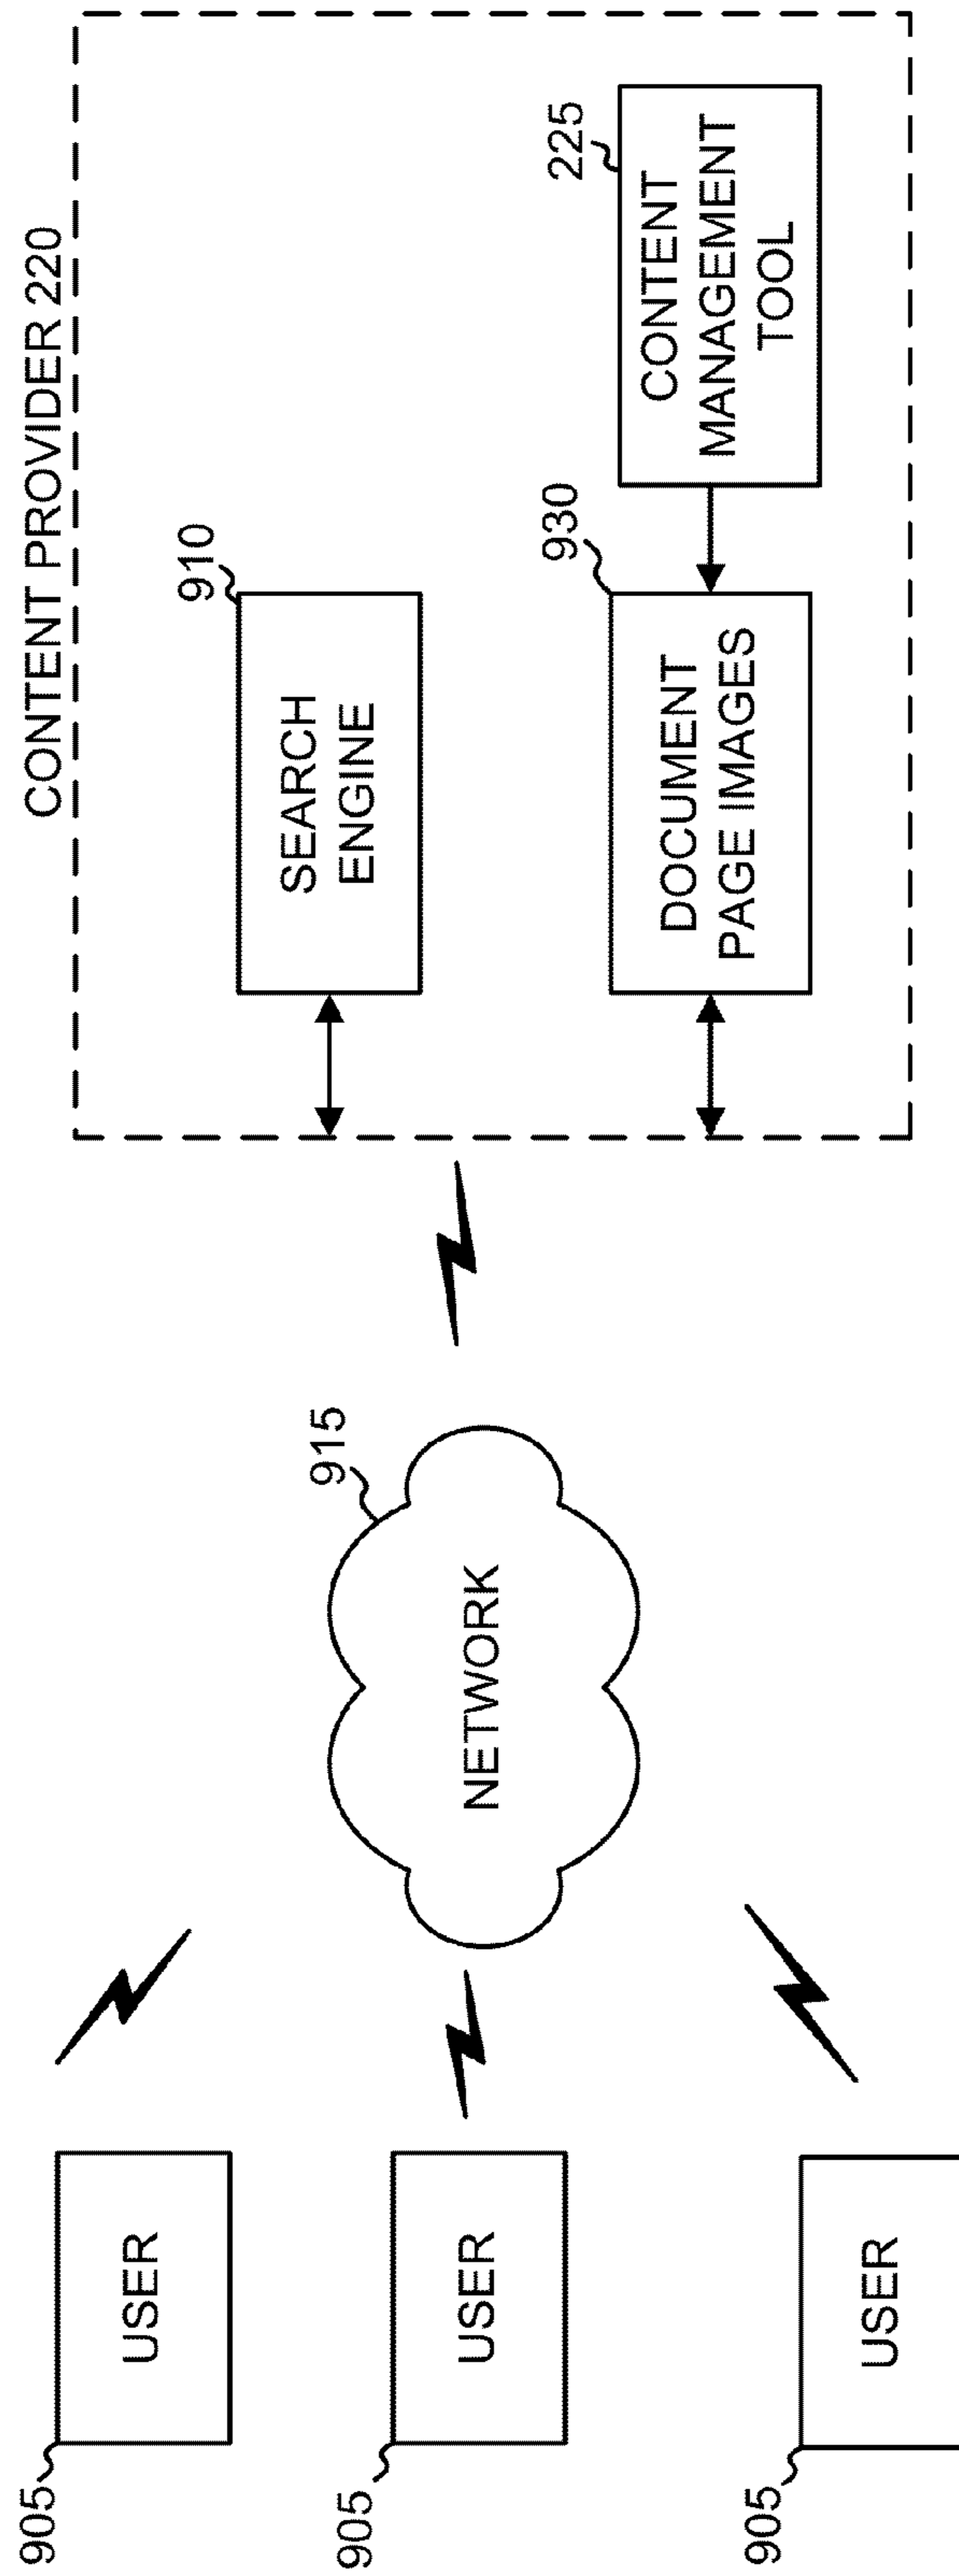 905
USER
905
USER
905
USER
915
NETWORK
CONTENT PROVIDER 220
910
SEARCH
ENGINE
930
DOCUMENT
PAGE IMAGES
225
CONTENT
MANAGEMENT
TOOL